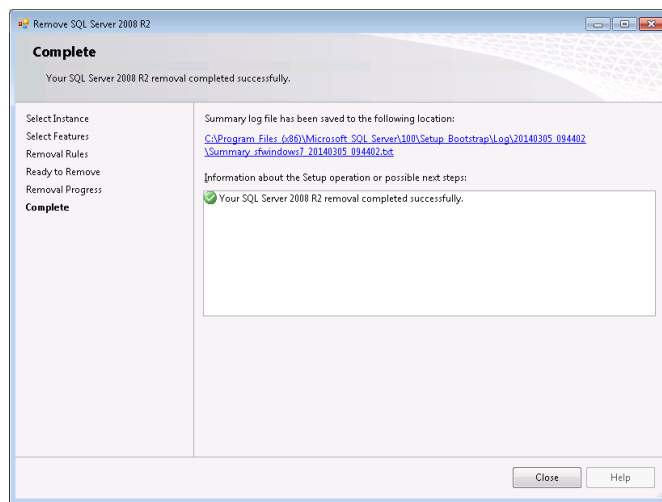 Remove SQL Server 2008 R2
Complete
Your SQL Server 2008 R2 removal completed successfully.
Select Instance
Select Features
Removal Rules
Ready to Remove
Removal Progress
Complete
Summary log file has been saved to the following location:
C:\Program Files (x86)\Microsoft SQL Server\100\Setup Bootstrap\Log\20140305_094402
\Summary_sfwindows7_20140305_094402.txt
Information about the Setup operation or possible next steps:
Your SQL Server 2008 R2 removal completed successfully.
Close
Help